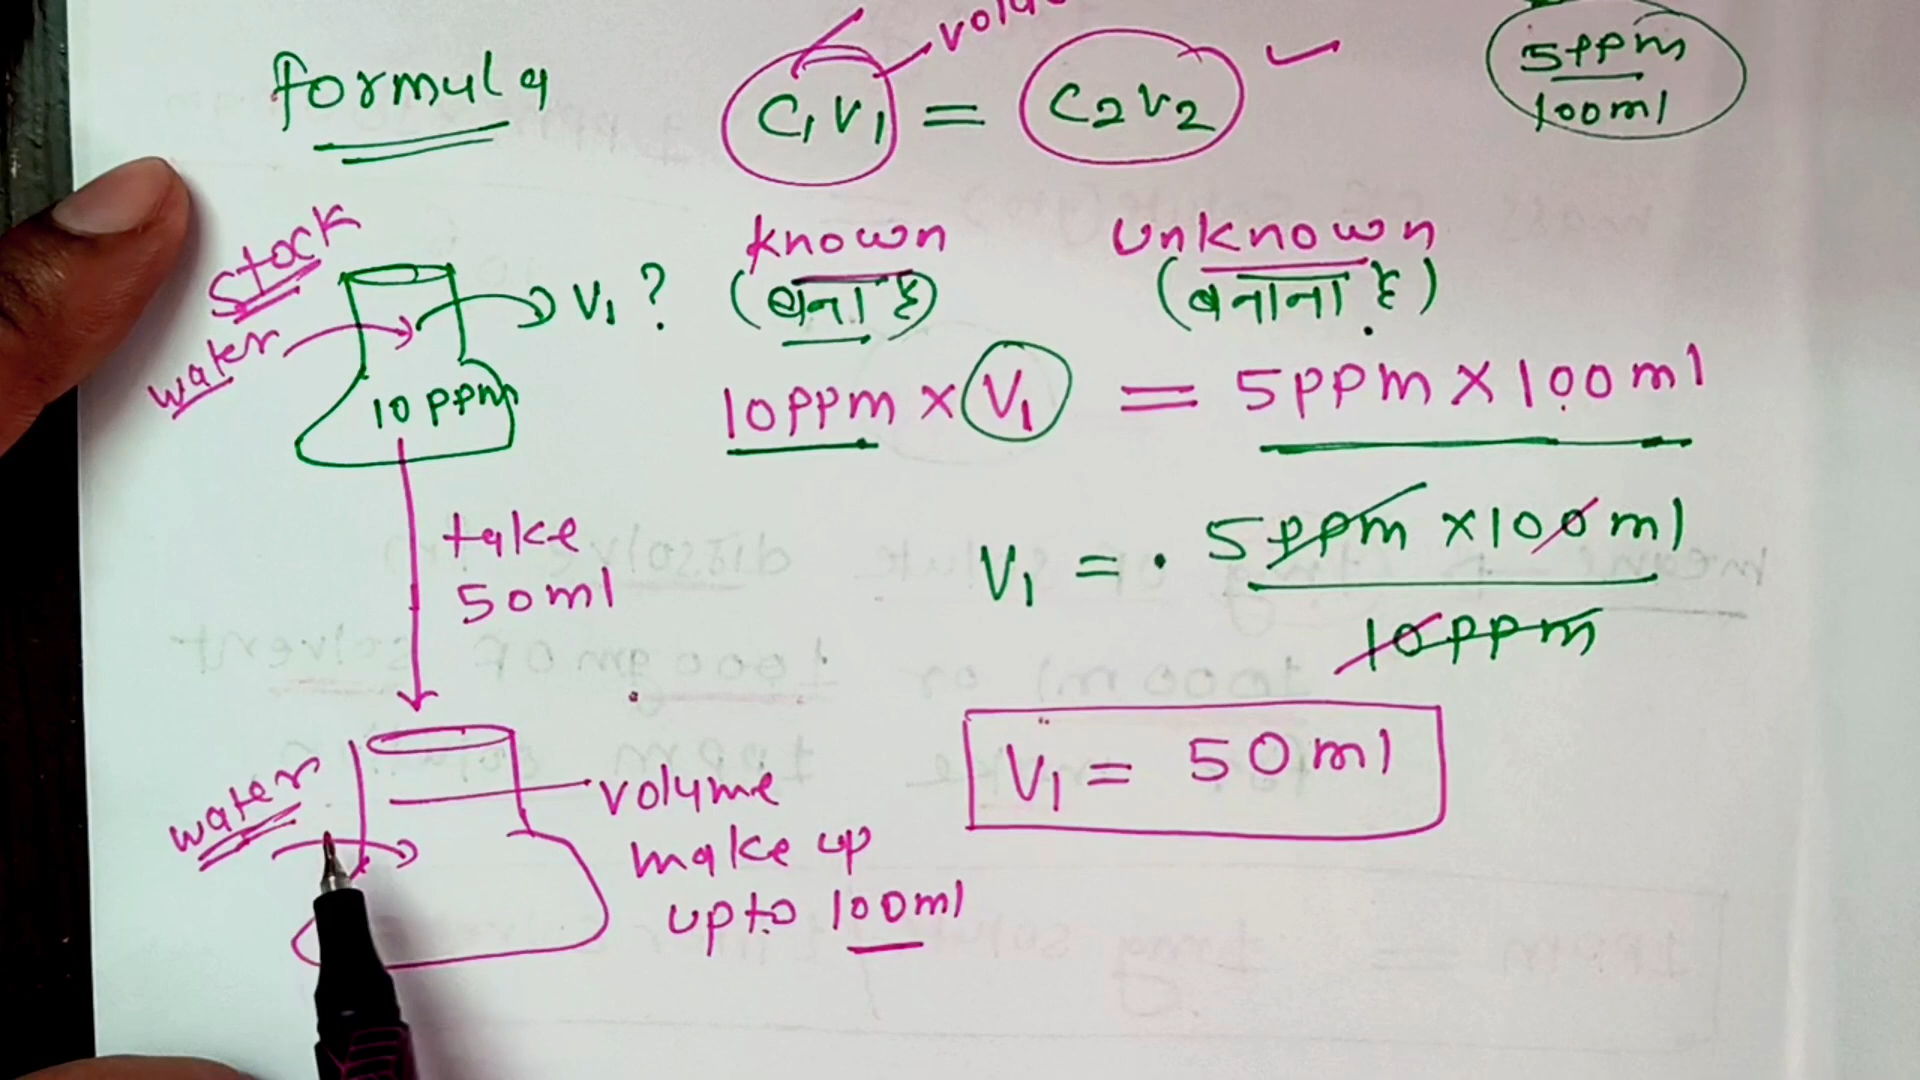 formula
C1V1 = C2V2
5ppm
100ml
Stock
water
V1 ?
10 ppm
known
(बना है)
unknown
(बनाना है)
10ppm × V1 = 5ppm × 100ml
V1 = 5ppm × 100ml
10ppm
V1 = 50ml
take
50ml
water
volume
make up
upto 100ml